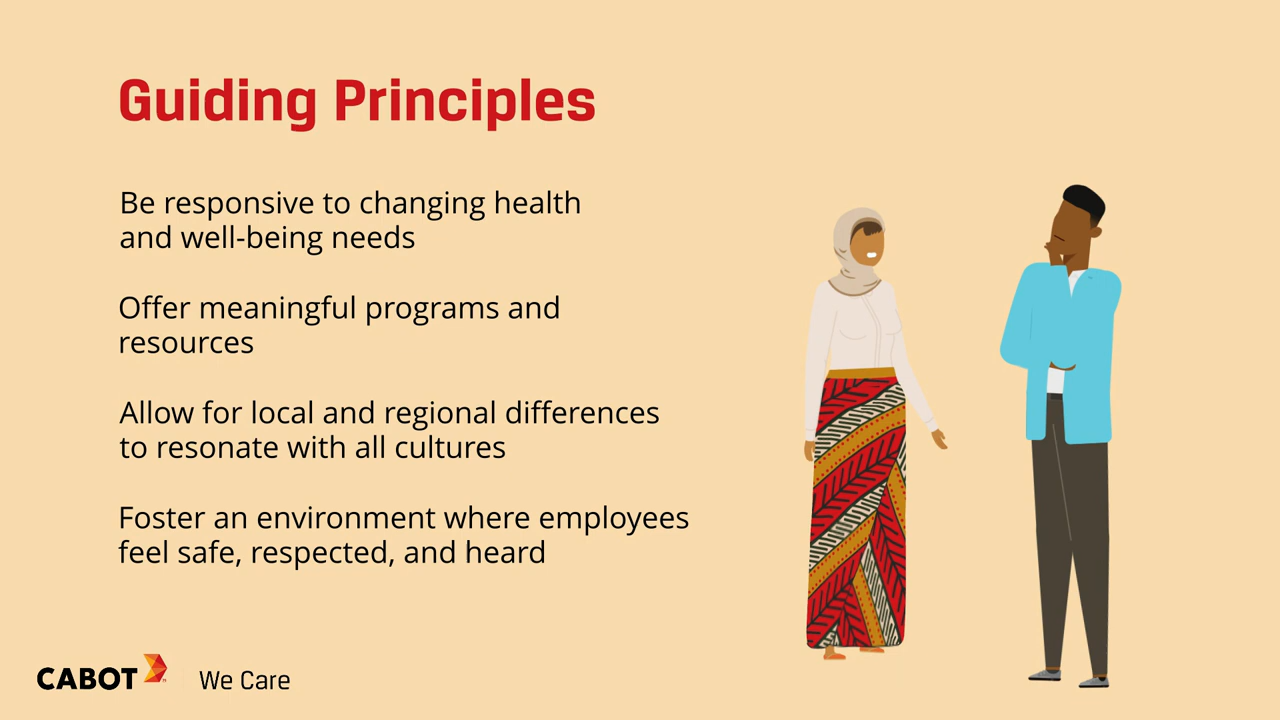 Guiding Principles
Be responsive to changing health
and well-being needs
Offer meaningful programs and
resources
Allow for local and regional differences
to resonate with all cultures
Foster an environment where employees
feel safe, respected, and heard
CABOT
We Care